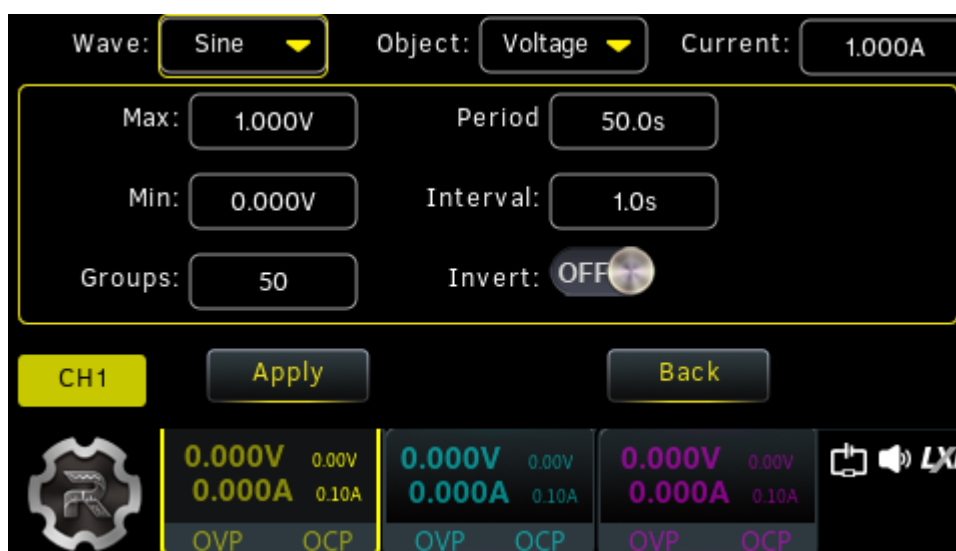 Wave: Sine Object: Voltage Current: 1.000A
Max: 1.000V Period 50.0s
Min: 0.000V Interval: 1.0s
Groups: 50 Invert: OFF
CH1 Apply Back
0.000V 0.00V 0.000V 0.00V 0.000V 0.00V
0.000A 0.10A 0.000A 0.10A 0.000A 0.10A
OVP OCP OVP OCP OVP OCP